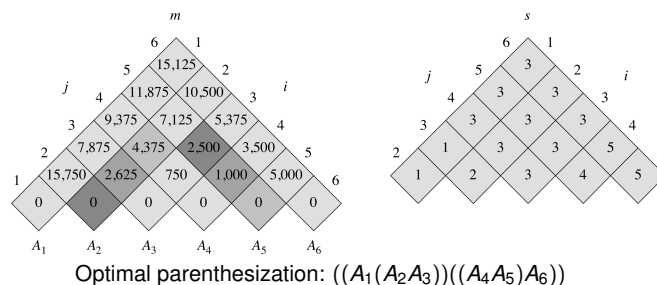 m s
6 1 6 1
15,125 3
5 2 5 2
11,875 10,500 3 3
j 4 3 i j 4 3 i
9,375 7,125 5,375 3 3 3
3 4 3 4
7,875 4,375 2,500 3,500 1 3 3 5
2 5 2 5
15,750 2,625 750 1,000 5,000 1 2 3 4 5
1 6
0 0 0 0 0 0
A1 A2 A3 A4 A5 A6
Optimal parenthesization: ((A1(A2A3))((A4A5)A6))